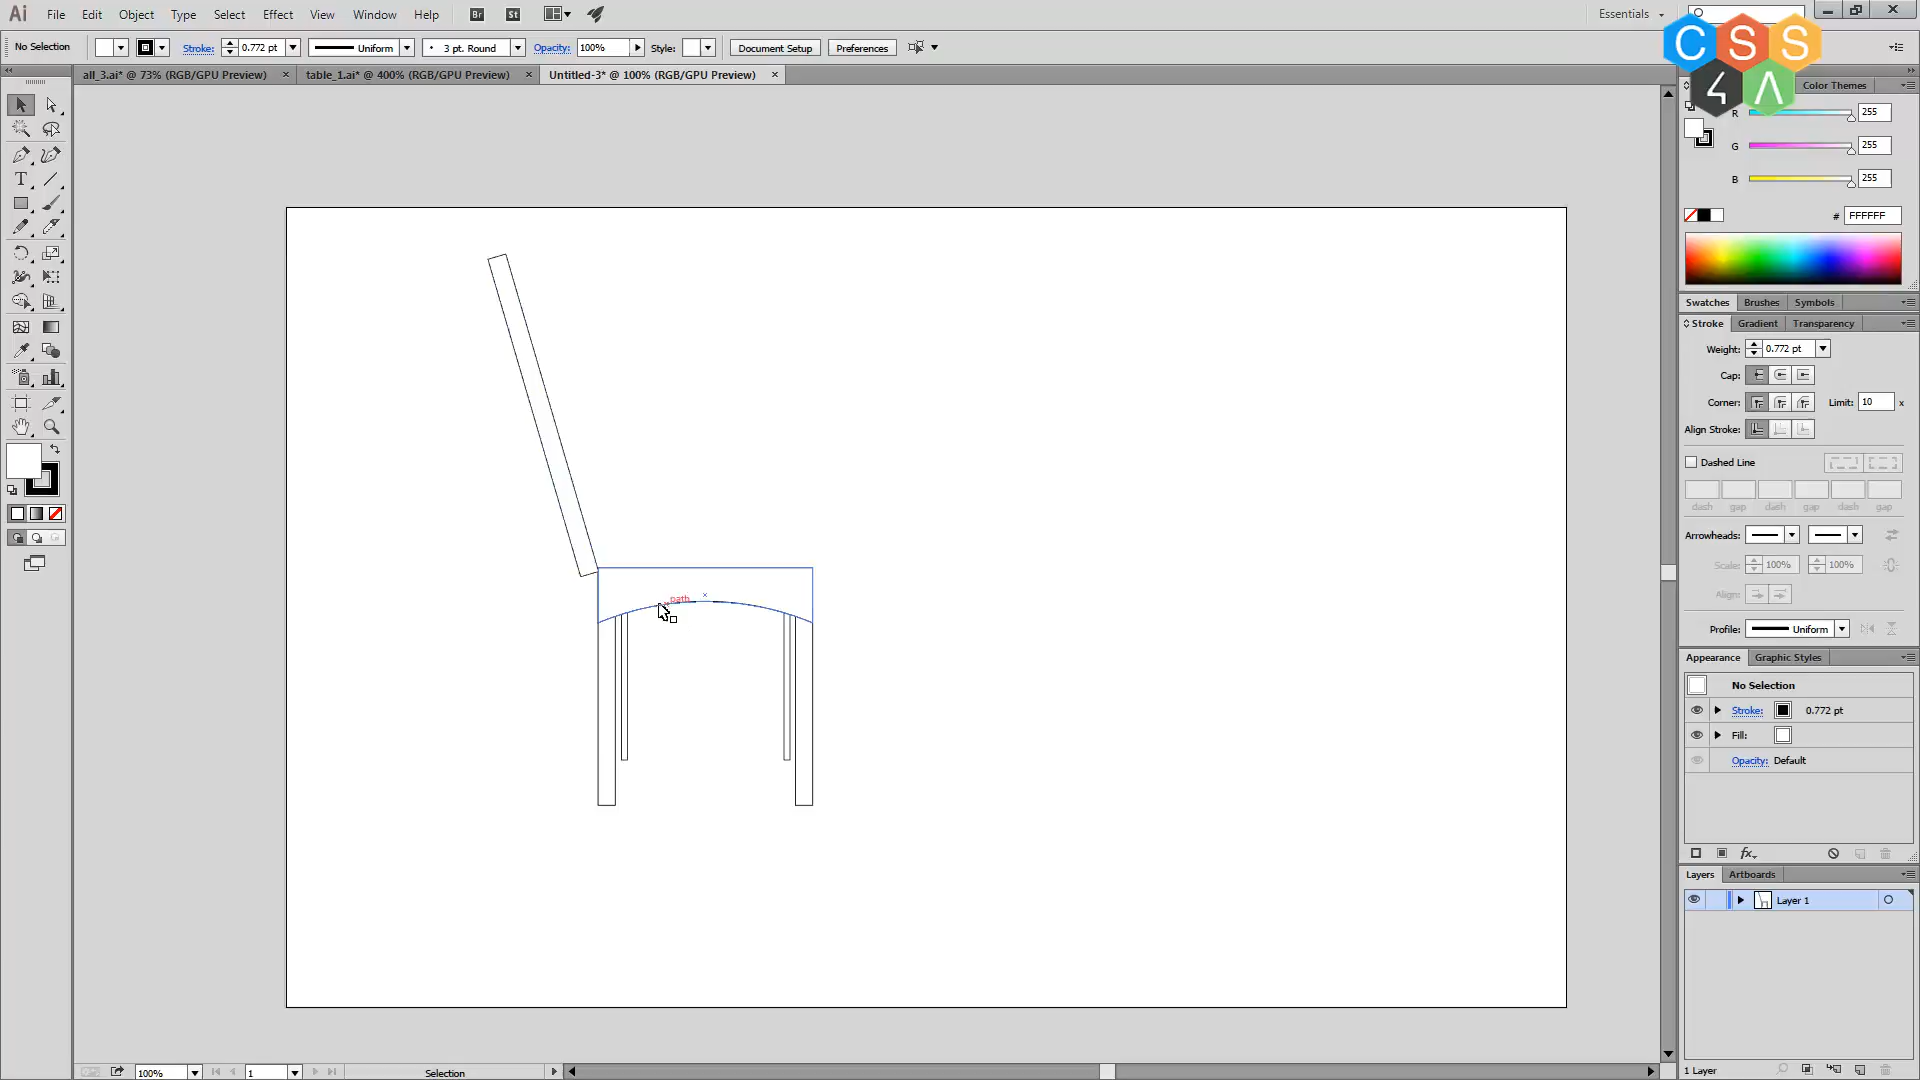 Ai File Edit Object Type Select Effect View Window Help Br St Essentials
CSS
4
No Selection Stroke: 0.772 pt Uniform 3 pt. Round Opacity: 100% Style: Document Setup Preferences
all_3.ai* @ 73% (RGB/GPU Preview) × table_1.ai* @ 400% (RGB/GPU Preview) × Untitled-3* @ 100% (RGB/GPU Preview) ×
Color Themes
R 255
G 255
B 255
# FFFFFF
Swatches Brushes Symbols
Stroke Gradient Transparency
Weight: 0.772 pt
Cap:
Corner: Limit: 10 x
Align Stroke:
Dashed Line
dash gap dash gap dash gap
Arrowheads:
Scale: 100% 100%
Align:
Profile: Uniform
path
Appearance Graphic Styles
No Selection
Stroke: 0.772 pt
Fill:
Opacity: Default
fx
Layers Artboards
Layer 1
1 Layer
100% 1 Selection